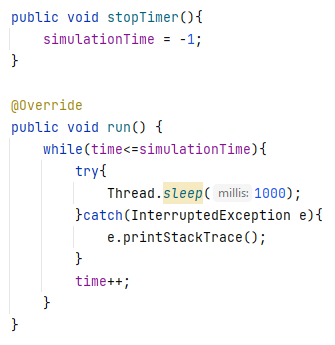 public void stopTimer(){
    simulationTime = -1;
}

@Override
public void run() {
    while(time<=simulationTime){
        try{
            Thread.sleep( millis: 1000);
        }catch(InterruptedException e){
            e.printStackTrace();
        }
        time++;
    }
}